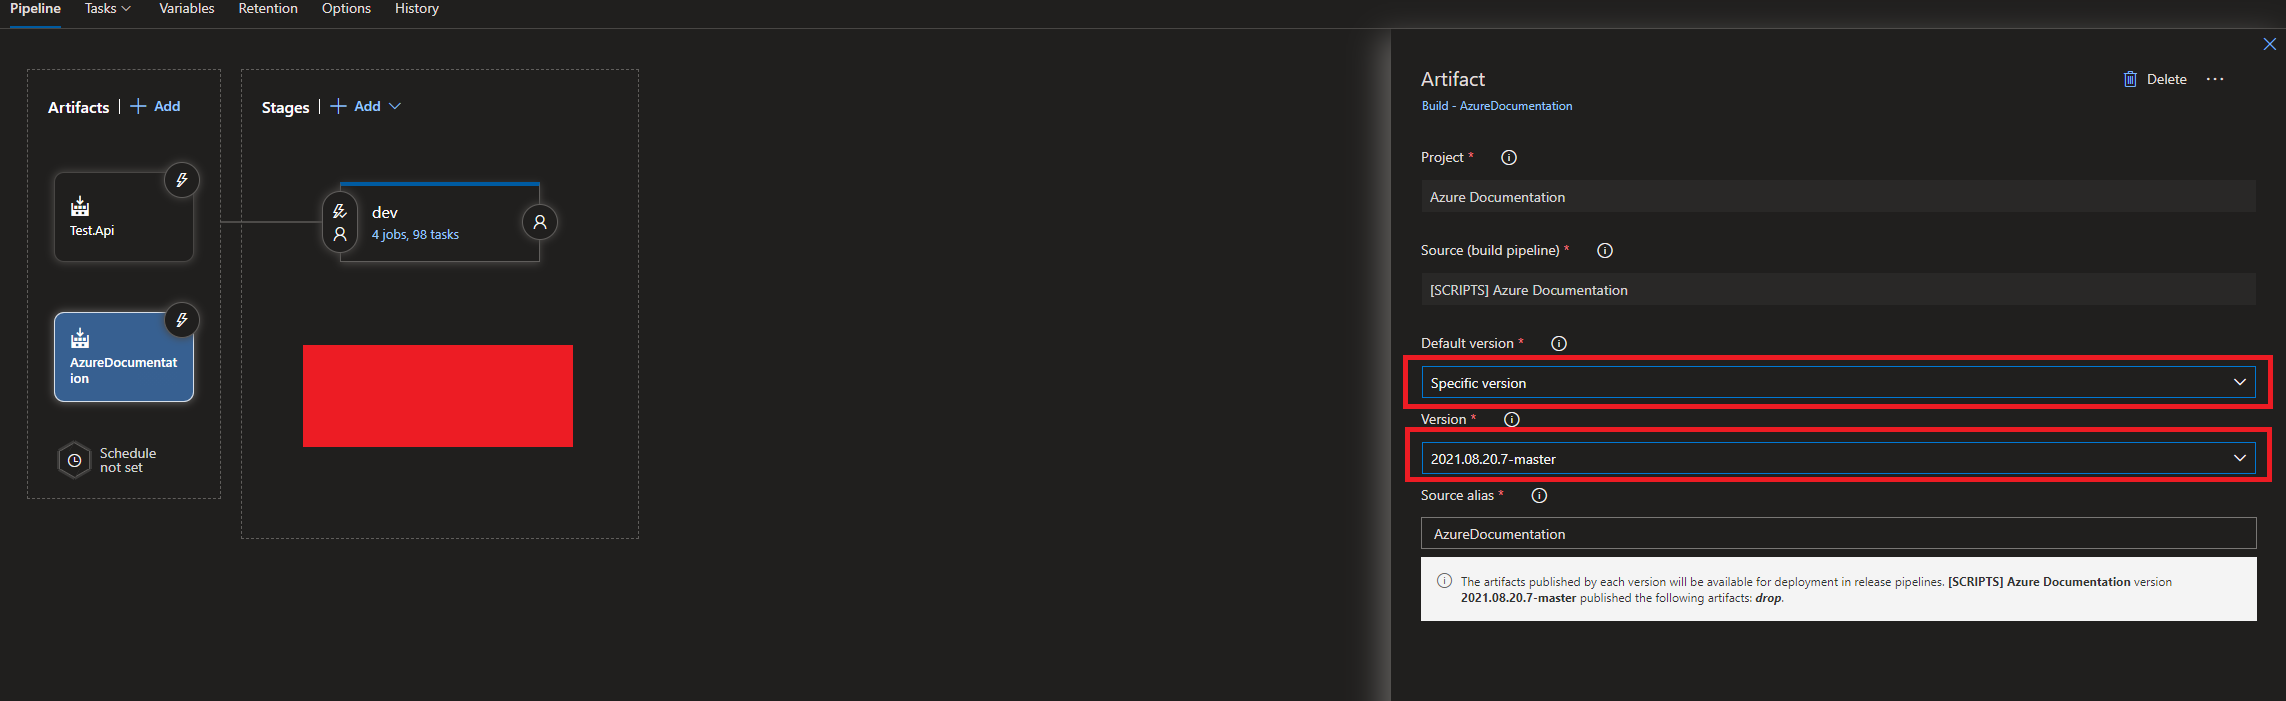 Pipeline Tasks Variables Retention Options History
Artifacts | + Add
Test.Api
AzureDocumentat
ion
Schedule
not set
Stages | + Add
dev
4 jobs, 98 tasks
Artifact
Delete ...
Build - AzureDocumentation
Project *
Azure Documentation
Source (build pipeline) *
[SCRIPTS] Azure Documentation
Default version *
Specific version
Version *
2021.08.20.7-master
Source alias *
AzureDocumentation
The artifacts published by each version will be available for deployment in release pipelines. [SCRIPTS] Azure Documentation version
2021.08.20.7-master published the following artifacts: drop.